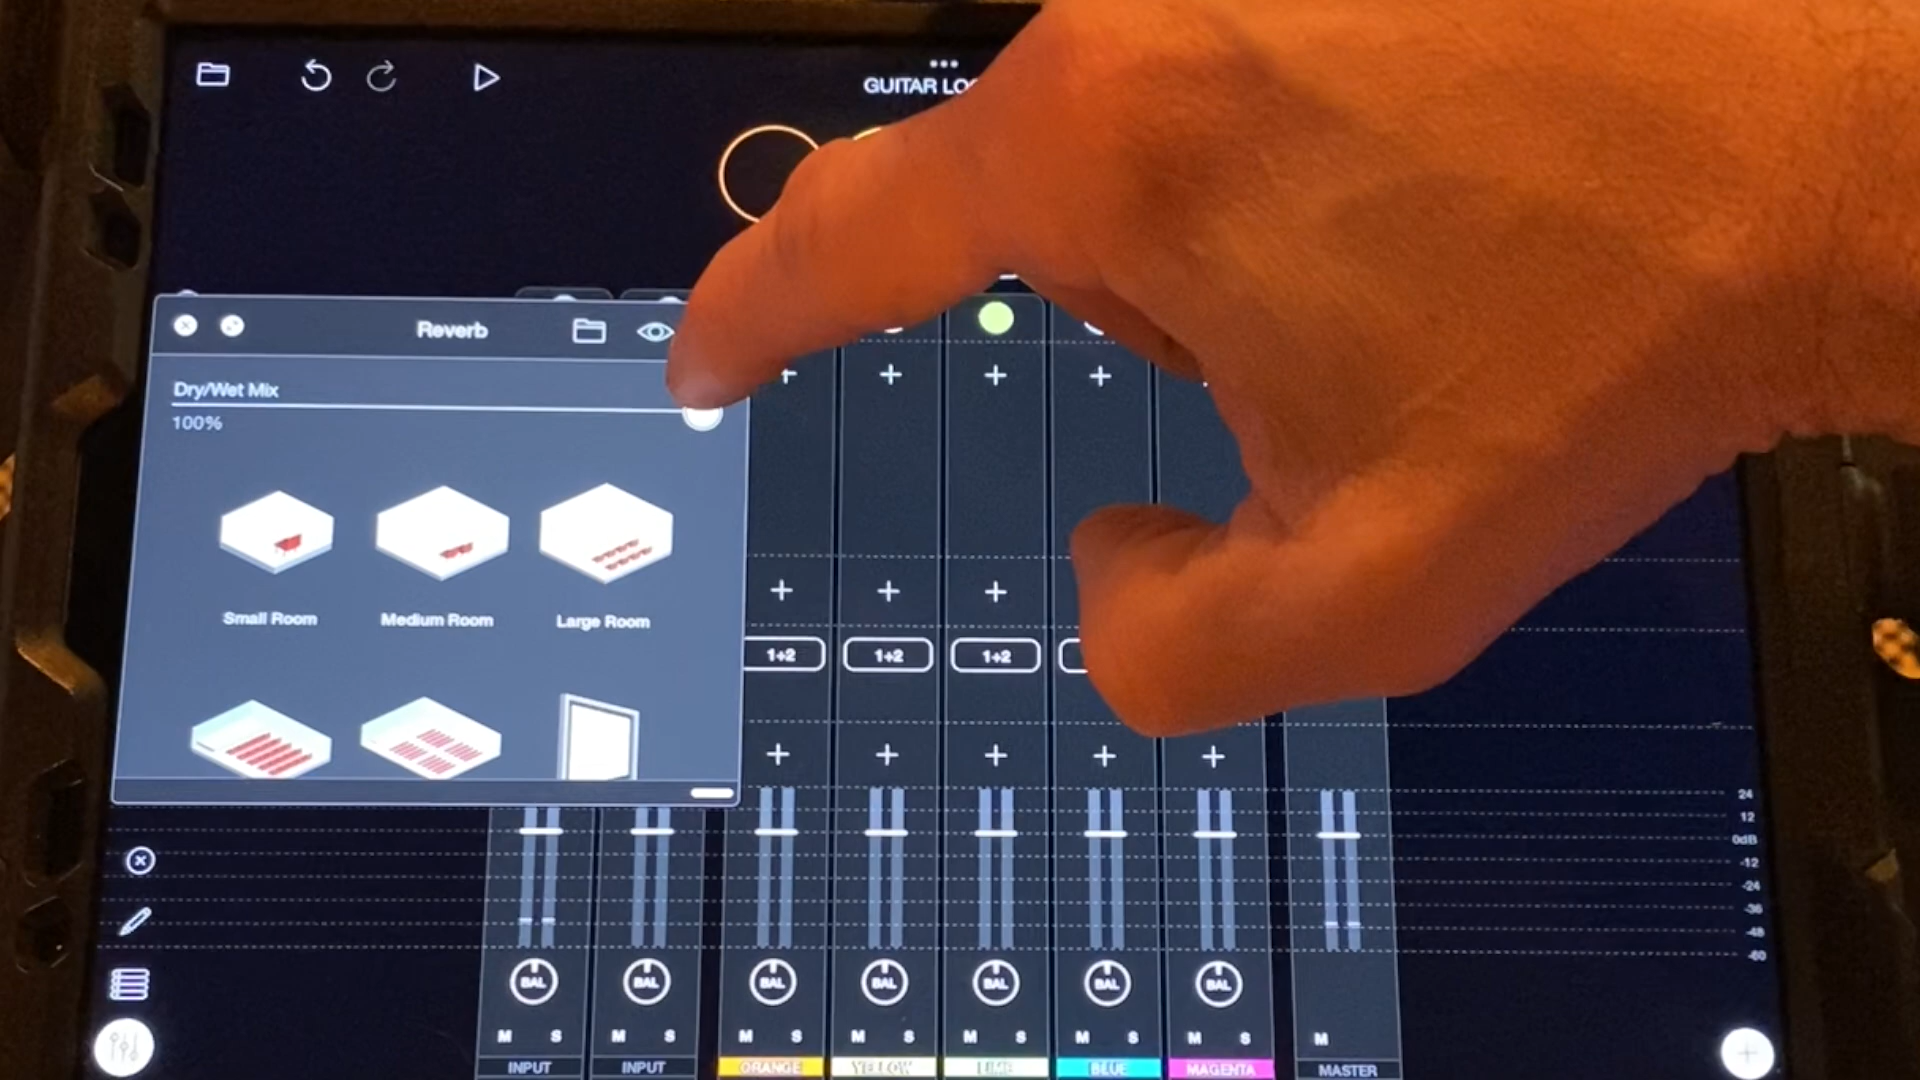 GUITAR LOO
Reverb
Dry/Wet Mix
100%
Small Room Medium Room Large Room
1+2 1+2 1+2
24
12
0dB
-12
-24
-36
-48
-60
BAL BAL BAL BAL BAL BAL BAL
M S M S M S M S M S M S M S M
INPUT INPUT ORANGE YELLOW LIME BLUE MAGENTA MASTER